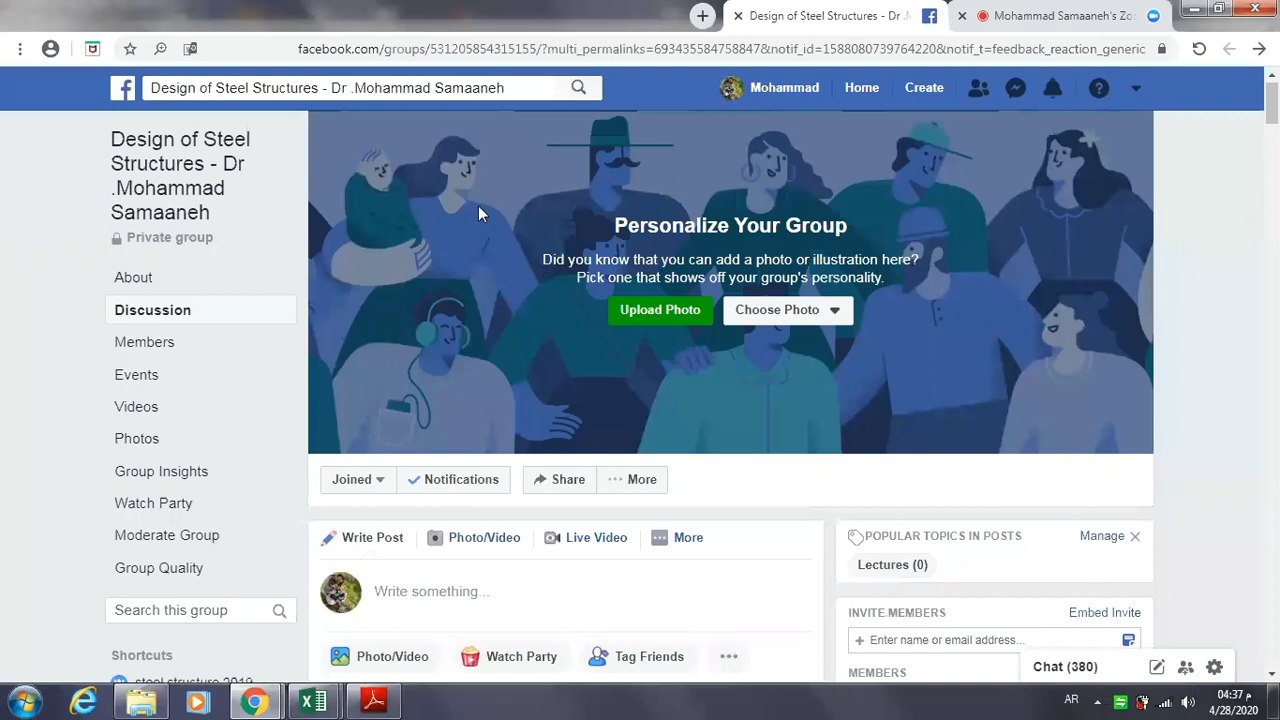 Design of Steel Structures - Dr .M
Mohammad Samaaneh's Zo
facebook.com/groups/531205854315155/?multi_permalinks=693435584758847&notif_id=1588080739764220&notif_t=feedback_reaction_generic
Design of Steel Structures - Dr .Mohammad Samaaneh
Mohammad
Home
Create
Design of Steel
Structures - Dr
.Mohammad
Samaaneh
Private group
About
Discussion
Members
Events
Videos
Photos
Group Insights
Watch Party
Moderate Group
Group Quality
Search this group
Shortcuts
steel structure 2019
Personalize Your Group
Did you know that you can add a photo or illustration here?
Pick one that shows off your group's personality.
Upload Photo
Choose Photo
Joined
Notifications
Share
More
Write Post
Photo/Video
Live Video
More
Write something...
Photo/Video
Watch Party
Tag Friends
POPULAR TOPICS IN POSTS
Manage
Lectures (0)
INVITE MEMBERS
Embed Invite
Enter name or email address...
MEMBERS
Chat (380)
AR
04:37 م
4/28/2020